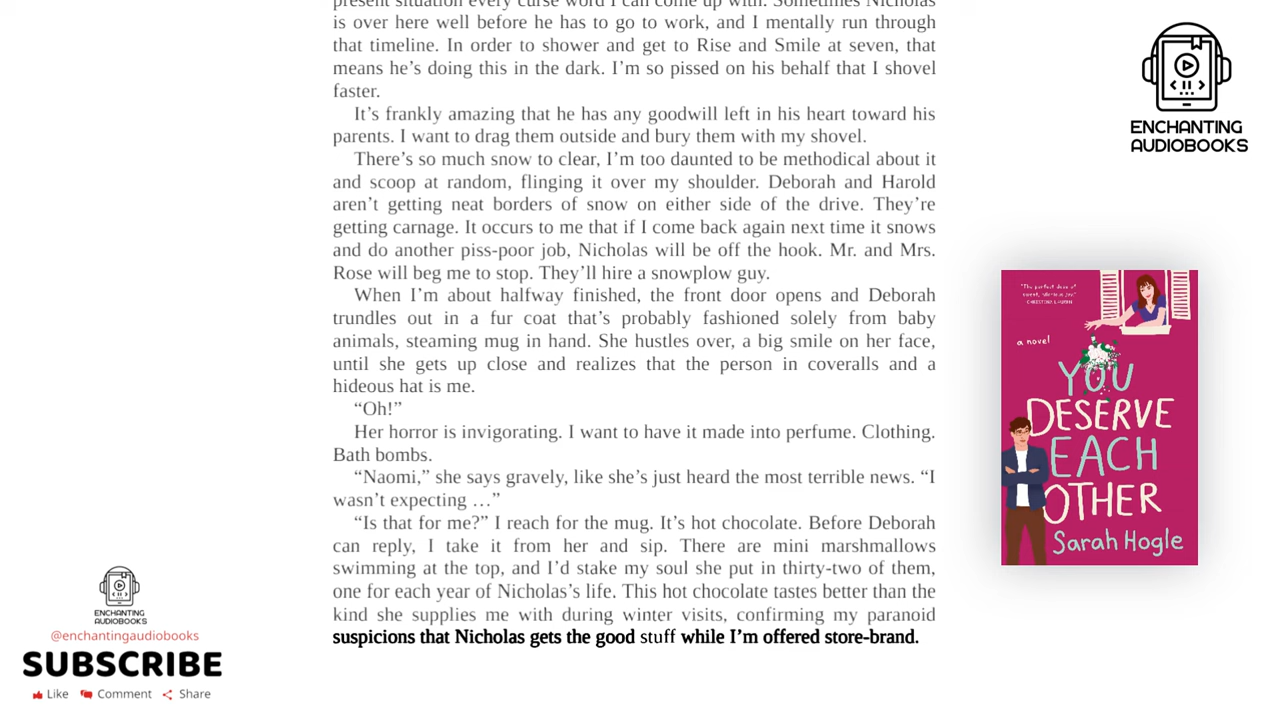 present situation every curse word I can come up with. Sometimes Nicholas
is over here well before he has to go to work, and I mentally run through
that timeline. In order to shower and get to Rise and Smile at seven, that
means he’s doing this in the dark. I’m so pissed on his behalf that I shovel
faster.
It’s frankly amazing that he has any goodwill left in his heart toward his
parents. I want to drag them outside and bury them with my shovel.
There’s so much snow to clear, I’m too daunted to be methodical about it
and scoop at random, flinging it over my shoulder. Deborah and Harold
aren’t getting neat borders of snow on either side of the drive. They’re
getting carnage. It occurs to me that if I come back again next time it snows
and do another piss-poor job, Nicholas will be off the hook. Mr. and Mrs.
Rose will beg me to stop. They’ll hire a snowplow guy.
When I’m about halfway finished, the front door opens and Deborah
trundles out in a fur coat that’s probably fashioned solely from baby
animals, steaming mug in hand. She hustles over, a big smile on her face,
until she gets up close and realizes that the person in coveralls and a
hideous hat is me.
“Oh!”
Her horror is invigorating. I want to have it made into perfume. Clothing.
Bath bombs.
“Naomi,” she says gravely, like she’s just heard the most terrible news. “I
wasn’t expecting …”
“Is that for me?” I reach for the mug. It’s hot chocolate. Before Deborah
can reply, I take it from her and sip. There are mini marshmallows
swimming at the top, and I’d stake my soul she put in thirty-two of them,
one for each year of Nicholas’s life. This hot chocolate tastes better than the
kind she supplies me with during winter visits, confirming my paranoid
suspicions that Nicholas gets the good stuff while I’m offered store-brand.
ENCHANTING
AUDIOBOOKS
a novel
YOU
DESERVE
EACH
OTHER
Sarah Hogle
ENCHANTING
AUDIOBOOKS
@enchantingaudiobooks
SUBSCRIBE
Like Comment Share